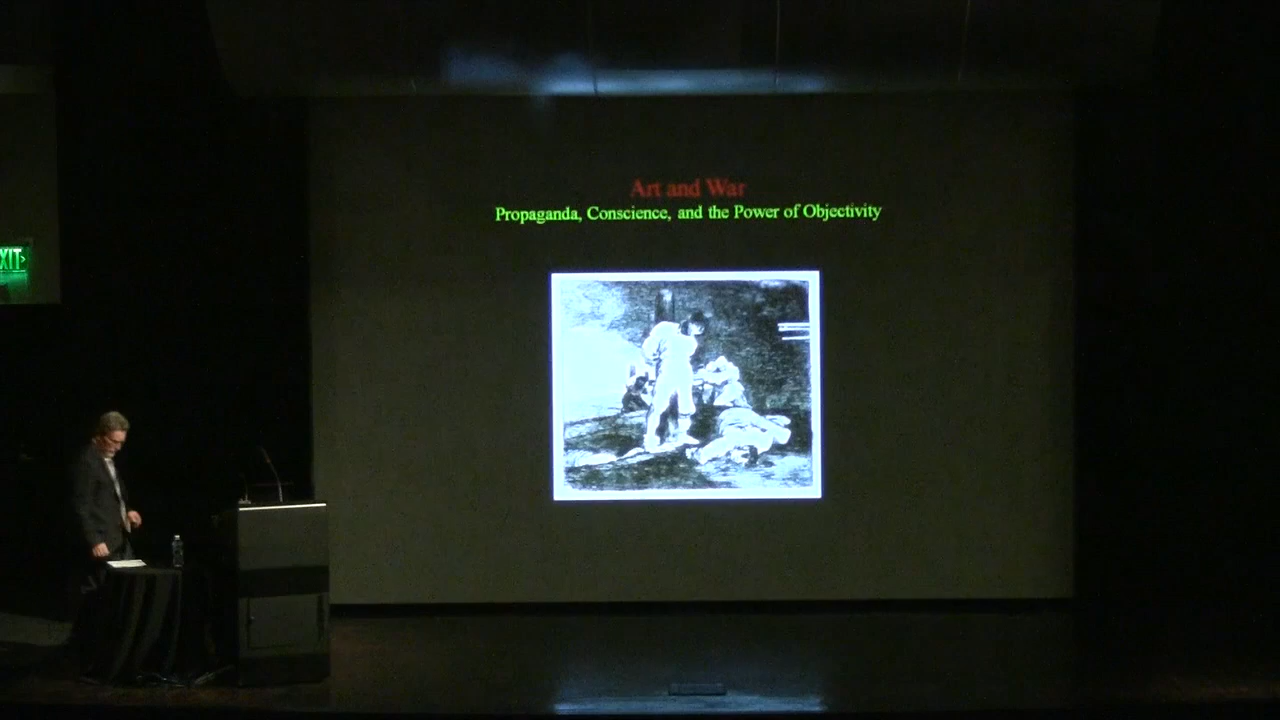 Art and War
Propaganda, Conscience, and the Power of Objectivity
EXIT